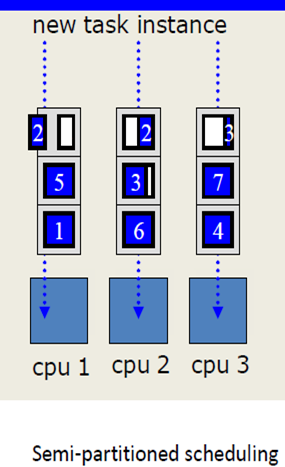 new task instance
2 2 3
5 3 7
1 6 4
cpu 1 cpu 2 cpu 3
Semi-partitioned scheduling